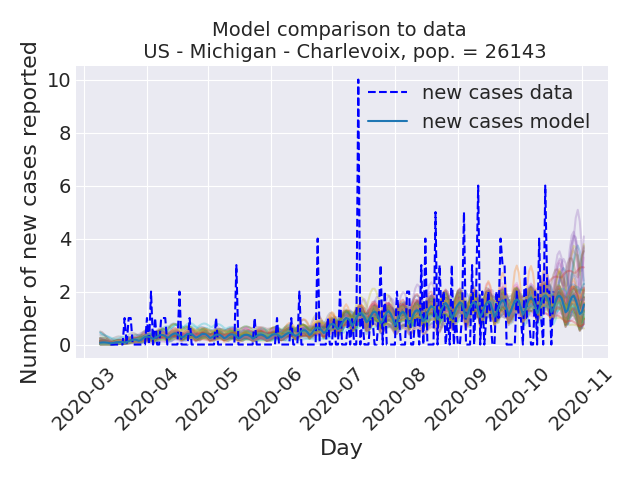 Model comparison to data
US - Michigan - Charlevoix, pop. = 26143
Number of new cases reported
10
8
6
4
2
0
new cases data
new cases model
2020-03
2020-04
2020-05
2020-06
2020-07
2020-08
2020-09
2020-10
2020-11
Day